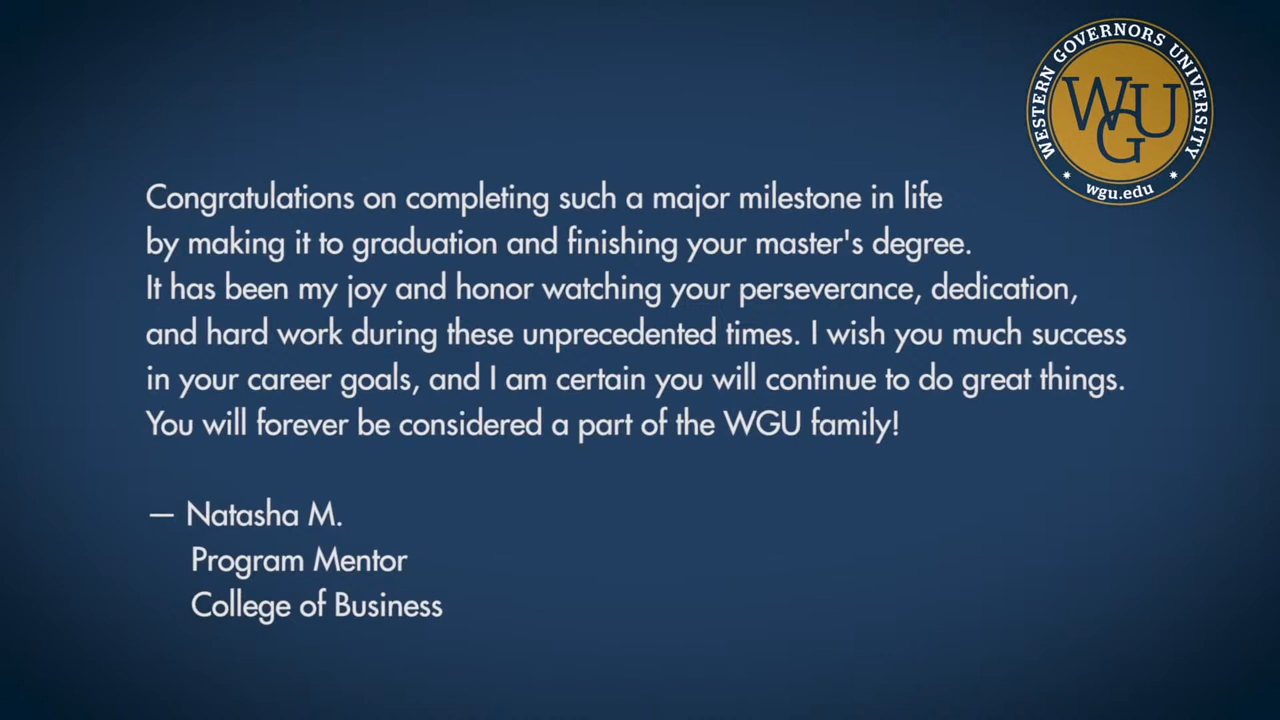 WESTERN GOVERNORS UNIVERSITY
WGU
wgu.edu
Congratulations on completing such a major milestone in life
by making it to graduation and finishing your master's degree.
It has been my joy and honor watching your perseverance, dedication,
and hard work during these unprecedented times. I wish you much success
in your career goals, and I am certain you will continue to do great things.
You will forever be considered a part of the WGU family!
— Natasha M.
Program Mentor
College of Business